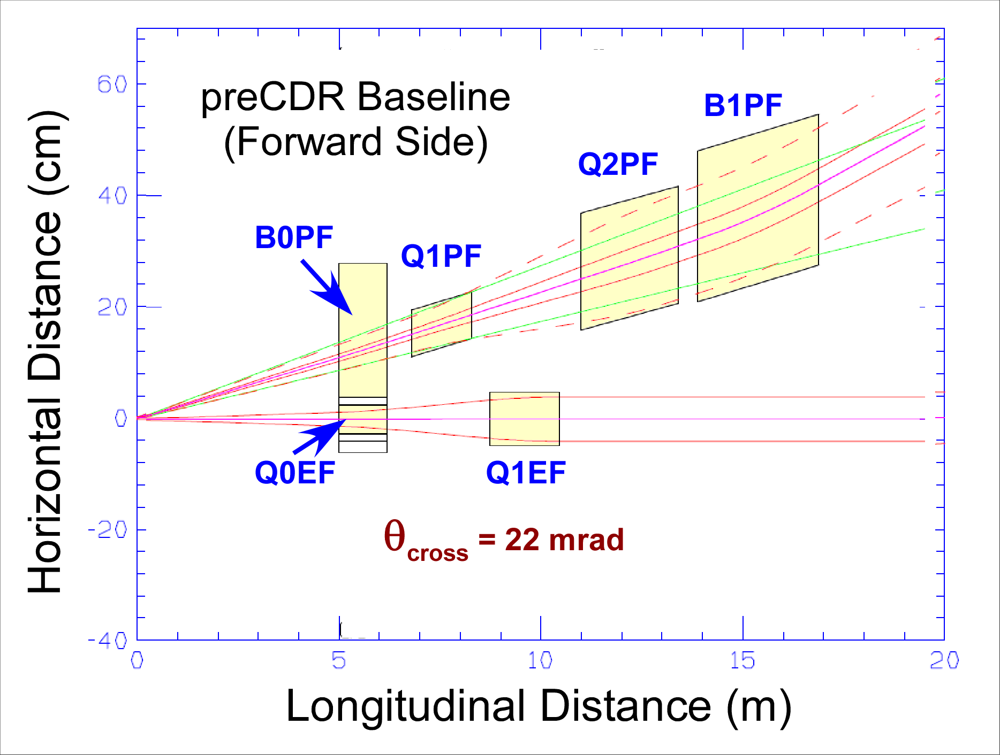 preCDR Baseline
(Forward Side)
B1PF
Q2PF
B0PF
Q1PF
Q0EF
Q1EF
θcross = 22 mrad
Horizontal Distance (cm)
60
40
20
0
-20
-40
0 5 10 15 20
Longitudinal Distance (m)